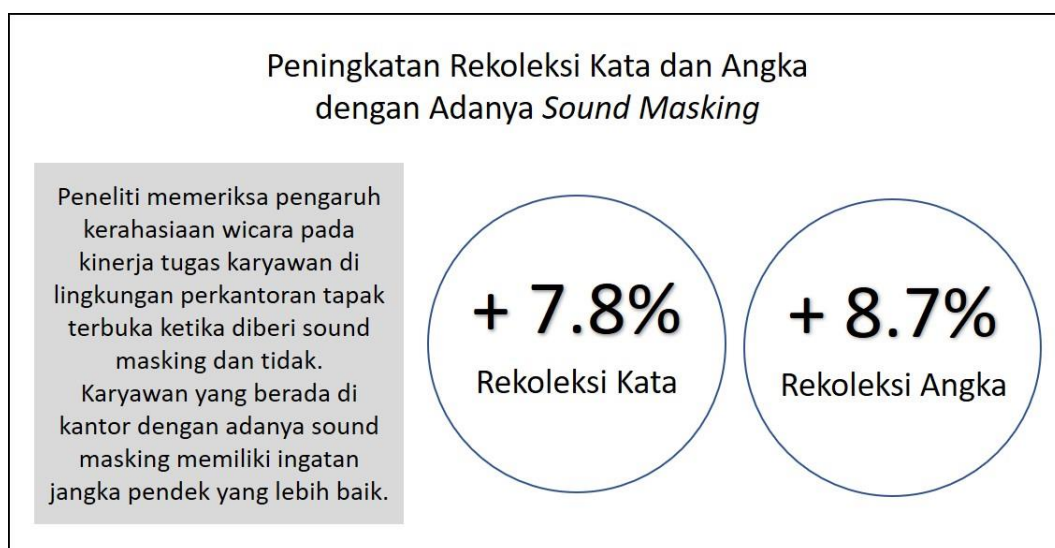 Peningkatan Rekoleksi Kata dan Angka
dengan Adanya Sound Masking
Peneliti memeriksa pengaruh
kerahasiaan wicara pada
kinerja tugas karyawan di
lingkungan perkantoran tapak
terbuka ketika diberi sound
masking dan tidak.
Karyawan yang berada di
kantor dengan adanya sound
masking memiliki ingatan
jangka pendek yang lebih baik.
+ 7.8%
Rekoleksi Kata
+ 8.7%
Rekoleksi Angka